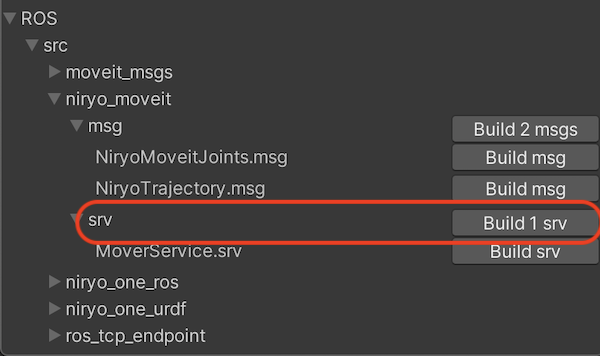 ROS
src
moveit_msgs
niryo_moveit
msg Build 2 msgs
NiryoMoveitJoints.msg Build msg
NiryoTrajectory.msg Build msg
srv Build 1 srv
MoverService.srv Build srv
niryo_one_ros
niryo_one_urdf
ros_tcp_endpoint